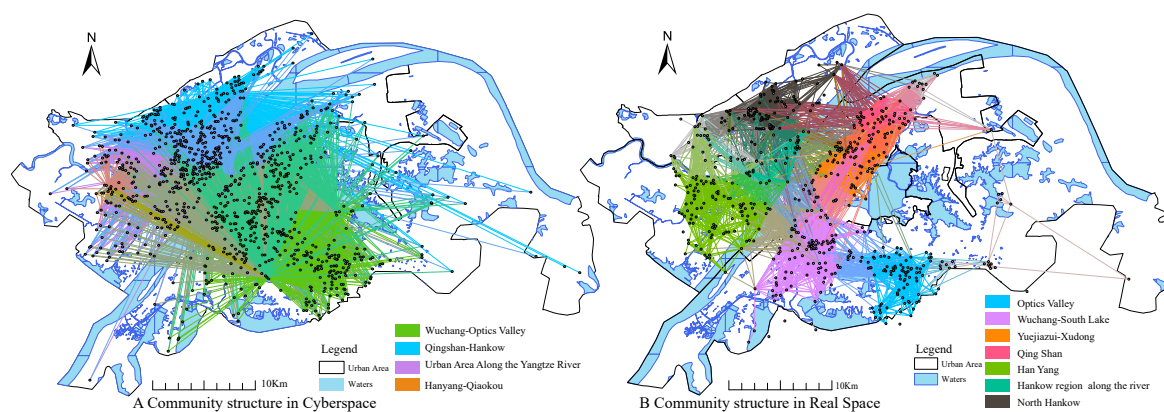 N
Legend
Urban Area
Waters
10Km
Wuchang-Optics Valley
Qingshan-Hankow
Urban Area Along the Yangtze River
Hanyang-Qiaokou
A Community structure in Cyberspace
N
Legend
Urban Area
Waters
10Km
Optics Valley
Wuchang-South Lake
Yuejiazui-Xudong
Qing Shan
Han Yang
Hankow region along the river
North Hankow
B Community structure in Real Space